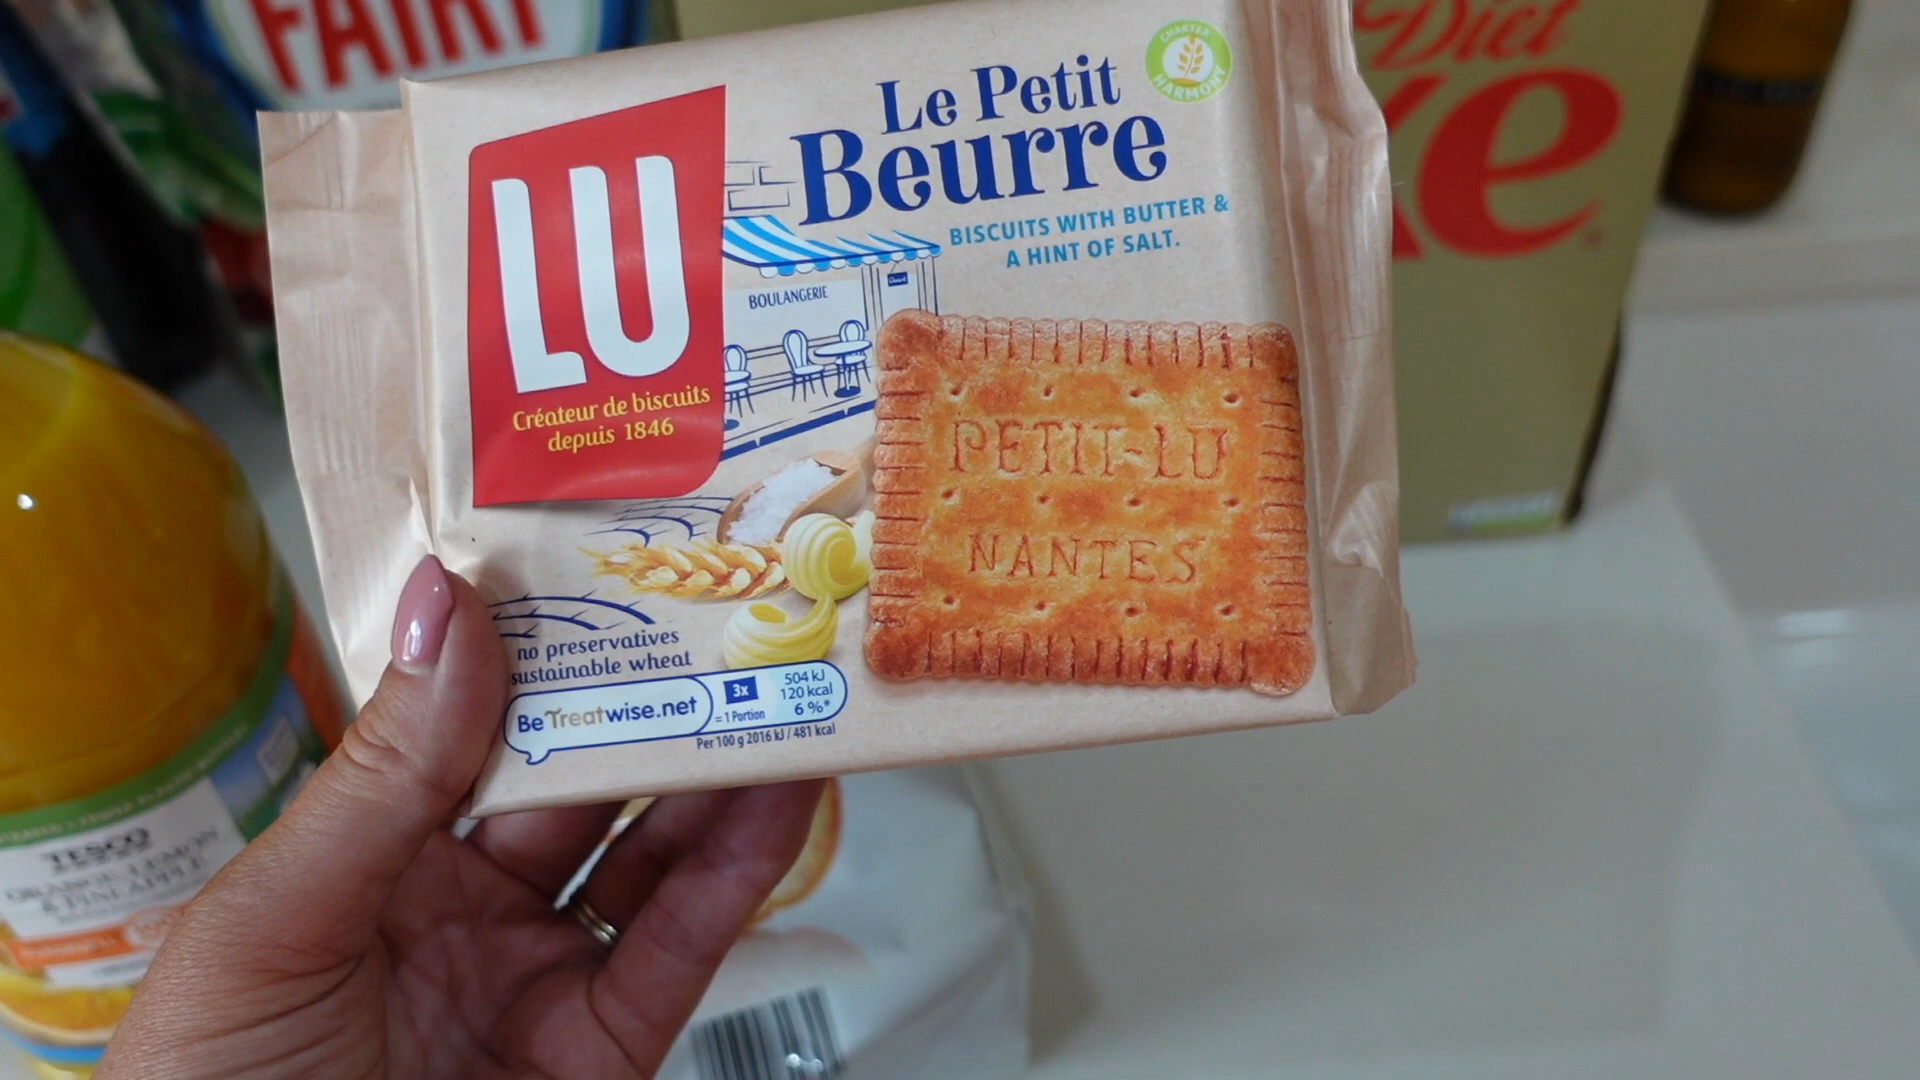 FAIRY
Diet
ke
CHARTER
HARMONY
Le Petit
Beurre
BISCUITS WITH BUTTER &
A HINT OF SALT.
LU
Créateur de biscuits
depuis 1846
BOULANGERIE
PETIT-LU
NANTES
no preservatives
sustainable wheat
BeTreatwise.net
3x
= 1 Portion
504 kJ
120 kcal
6 %*
Per 100 g 2016 kJ / 481 kcal
TESCO
ORANGE, LEMON
& PINEAPPLE